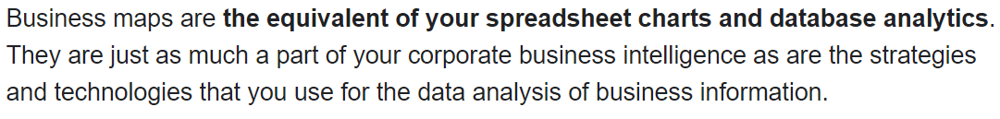 Business maps are the equivalent of your spreadsheet charts and database analytics.
They are just as much a part of your corporate business intelligence as are the strategies
and technologies that you use for the data analysis of business information.